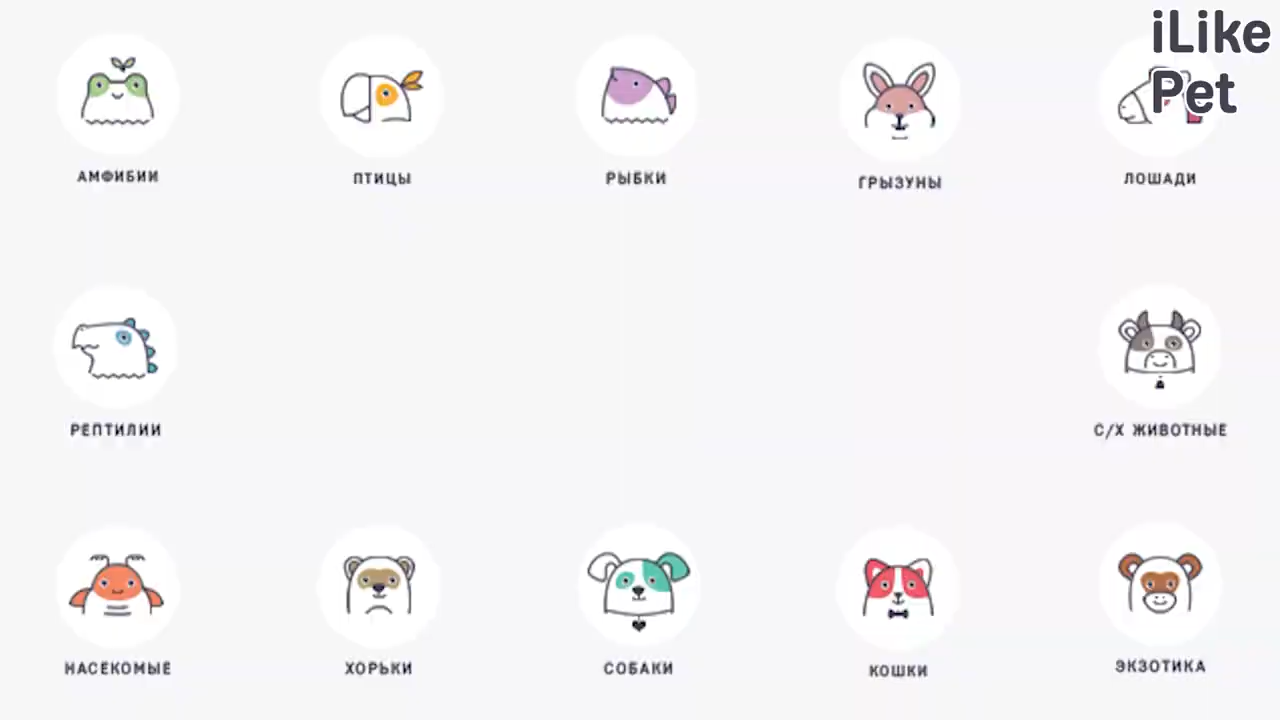 iLike
Pet
АМФИБИИ
ПТИЦЫ
РЫБКИ
ГРЫЗУНЫ
ЛОШАДИ
РЕПТИЛИИ
С/Х ЖИВОТНЫЕ
НАСЕКОМЫЕ
ХОРЬКИ
СОБАКИ
КОШКИ
ЭКЗОТИКА